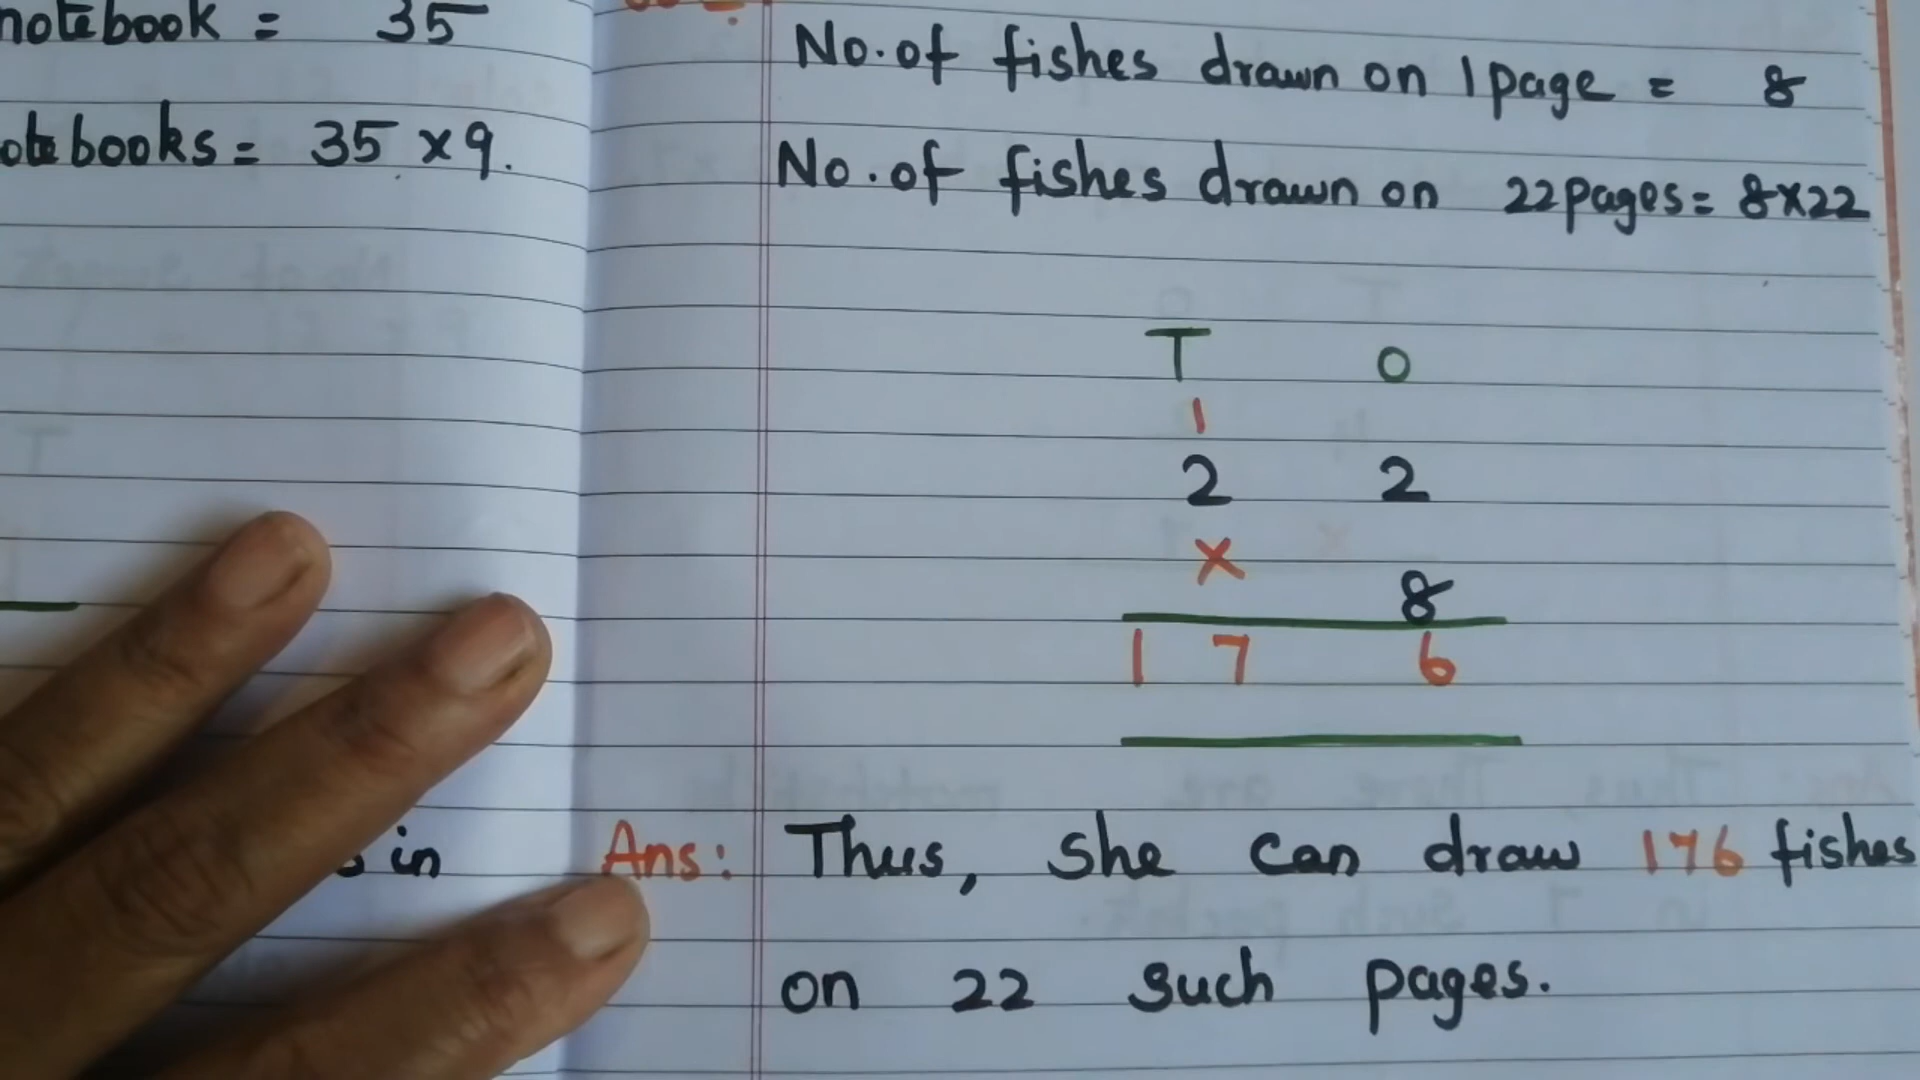 notebook = 35
otebooks = 35 × 9.
in
No. of fishes drawn on 1 page = 8
No. of fishes drawn on 22 pages = 8×22
T O
1
2 2
×
8
1 7 6
Ans: Thus, she can draw 176 fishes
on 22 such pages.